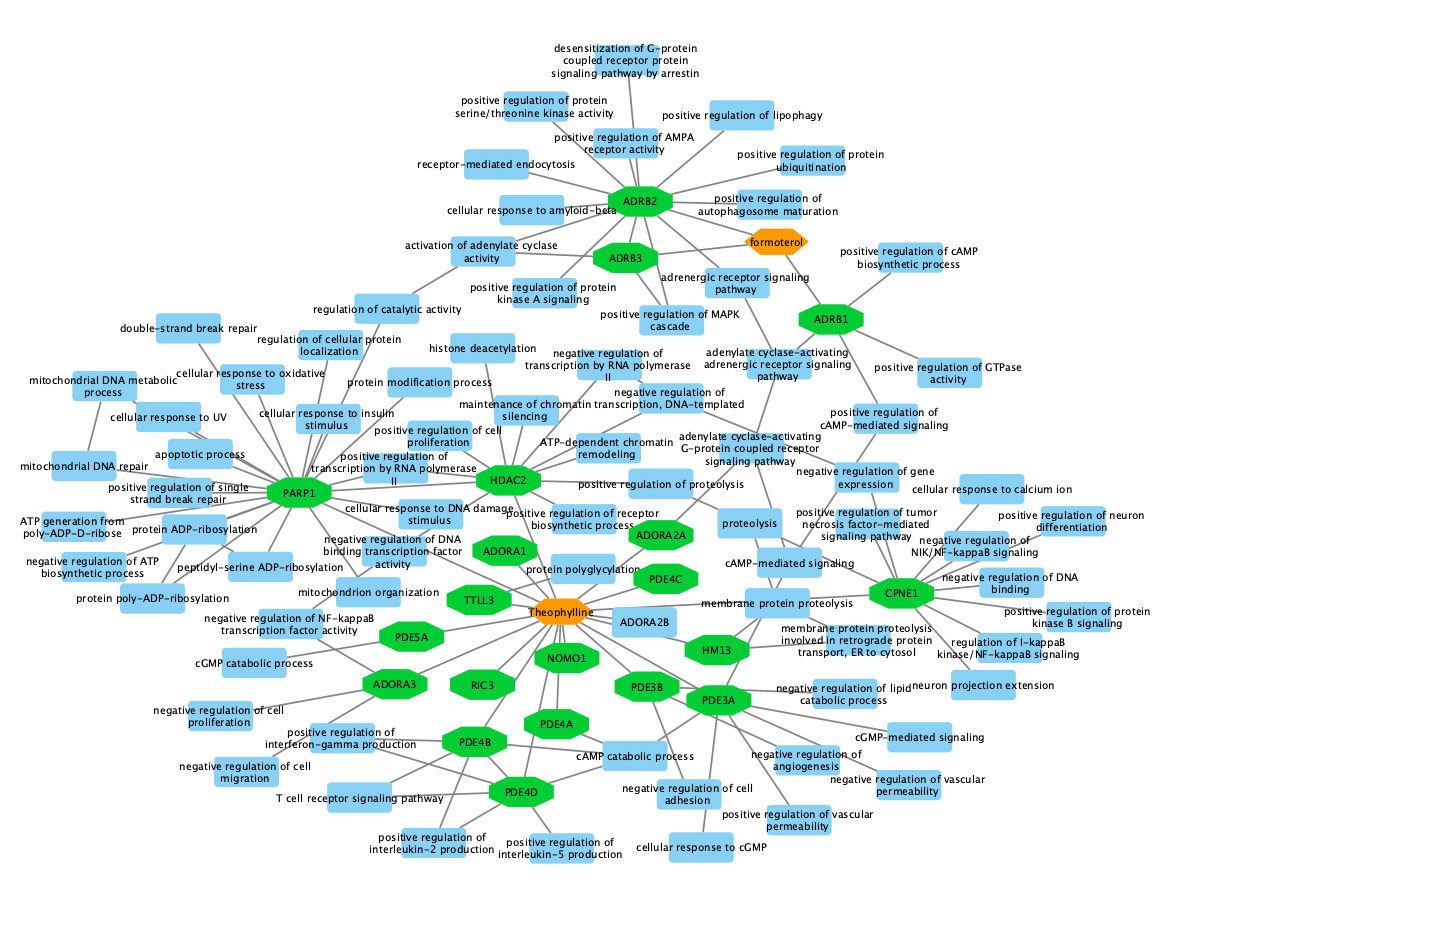 desensitization of G-protein
coupled receptor protein
signaling pathway by arrestin
positive regulation of protein
serine/threonine kinase activity
positive regulation of lipophagy
positive regulation of AMPA
receptor activity
receptor-mediated endocytosis
positive regulation of protein
ubiquitination
ADRB2
cellular response to amyloid-beta
positive regulation of
autophagosome maturation
activation of adenylate cyclase
activity
formoterol
ADRB3
positive regulation of cAMP
biosynthetic process
adrenergic receptor signaling
pathway
positive regulation of protein
kinase A signaling
regulation of catalytic activity
positive regulation of MAPK
cascade
ADRB1
double-strand break repair
regulation of cellular protein
localization
histone deacetylation
negative regulation of
transcription by RNA polymerase
II
adenylate cyclase-activating
adrenergic receptor signaling
pathway
positive regulation of GTPase
activity
mitochondrial DNA metabolic
process
cellular response to oxidative
stress
protein modification process
negative regulation of
transcription, DNA-templated
maintenance of chromatin
silencing
cellular response to UV
cellular response to insulin
stimulus
positive regulation of
cAMP-mediated signaling
positive regulation of cell
proliferation
ATP-dependent chromatin
remodeling
adenylate cyclase-activating
G-protein coupled receptor
signaling pathway
apoptotic process
mitochondrial DNA repair
positive regulation of
transcription by RNA polymerase
II
HDAC2
negative regulation of gene
expression
positive regulation of proteolysis
cellular response to calcium ion
positive regulation of single
strand break repair
PARP1
ATP generation from
poly-ADP-D-ribose
protein ADP-ribosylation
cellular response to DNA damage
stimulus
positive regulation of receptor
biosynthetic process
proteolysis
positive regulation of tumor
necrosis factor-mediated
signaling pathway
positive regulation of neuron
differentiation
ADORA2A
negative regulation of
NIK/NF-kappaB signaling
negative regulation of DNA
binding transcription factor
activity
ADORA1
negative regulation of ATP
biosynthetic process
peptidyl-serine ADP-ribosylation
protein polyglycylation
PDE4C
cAMP-mediated signaling
negative regulation of DNA
binding
protein poly-ADP-ribosylation
mitochondrion organization
TTLL3
Theophylline
membrane protein proteolysis
CPNE1
positive regulation of protein
kinase B signaling
negative regulation of NF-kappaB
transcription factor activity
ADORA2B
PDE5A
membrane protein proteolysis
involved in retrograde protein
transport, ER to cytosol
regulation of I-kappaB
kinase/NF-kappaB signaling
HM13
cGMP catabolic process
NOMO1
ADORA3
RIC3
PDE3B
PDE3A
negative regulation of lipid
catabolic process
neuron projection extension
negative regulation of cell
proliferation
PDE4A
positive regulation of
interferon-gamma production
PDE4B
cGMP-mediated signaling
cAMP catabolic process
negative regulation of
angiogenesis
negative regulation of cell
migration
negative regulation of vascular
permeability
T cell receptor signaling pathway
PDE4D
negative regulation of cell
adhesion
positive regulation of vascular
permeability
positive regulation of
interleukin-2 production
positive regulation of
interleukin-5 production
cellular response to cGMP